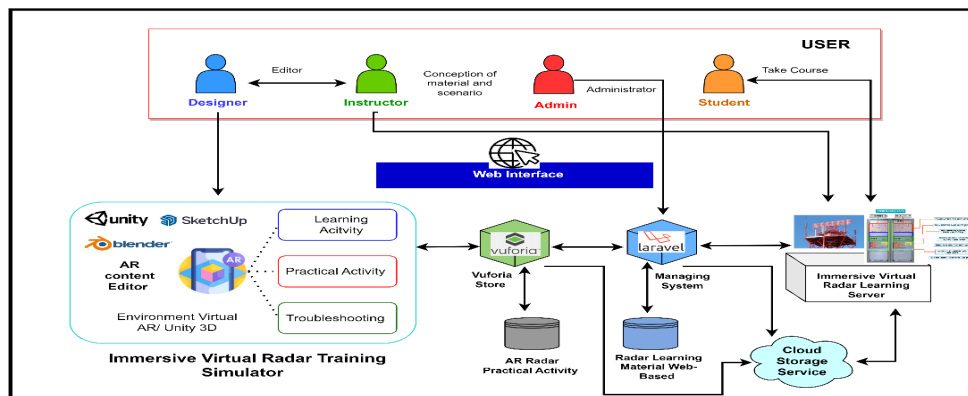 USER
Editor
Conception of
material and
scenario
Administrator
Take Course
Designer
Instructor
Admin
Student
Web Interface
unity
SketchUp
blender
AR
AR
content
Editor
Environment Virtual
AR/ Unity 3D
Learning
Acitvity
Practical Activity
Troubleshooting
Immersive Virtual Radar Training
Simulator
vuforia
Vuforia
Store
laravel
Managing
System
Immersive Virtual
Radar Learning
Server
AR Radar
Practical Activity
Radar Learning
Material Web-
Based
Cloud
Storage
Service